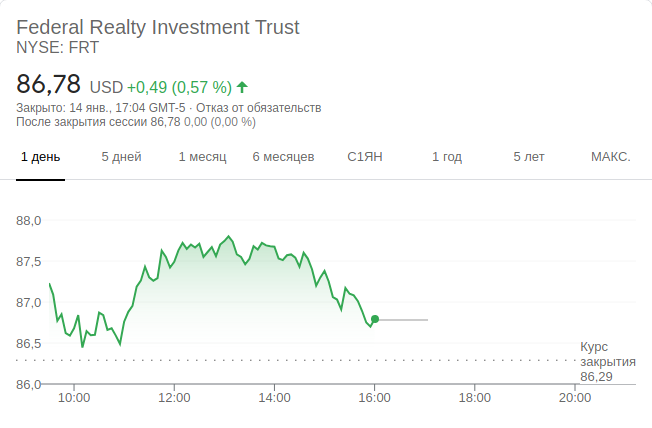 Federal Realty Investment Trust
NYSE: FRT
86,78 USD +0,49 (0,57 %)
Закрыто: 14 янв., 17:04 GMT-5 · Отказ от обязательств
После закрытия сессии 86,78 0,00 (0,00 %)
1 день 5 дней 1 месяц 6 месяцев С1ЯН 1 год 5 лет МАКС.
88,0
87,5
87,0
86,5
Курс
закрытия
86,29
86,0
10:00 12:00 14:00 16:00 18:00 20:00